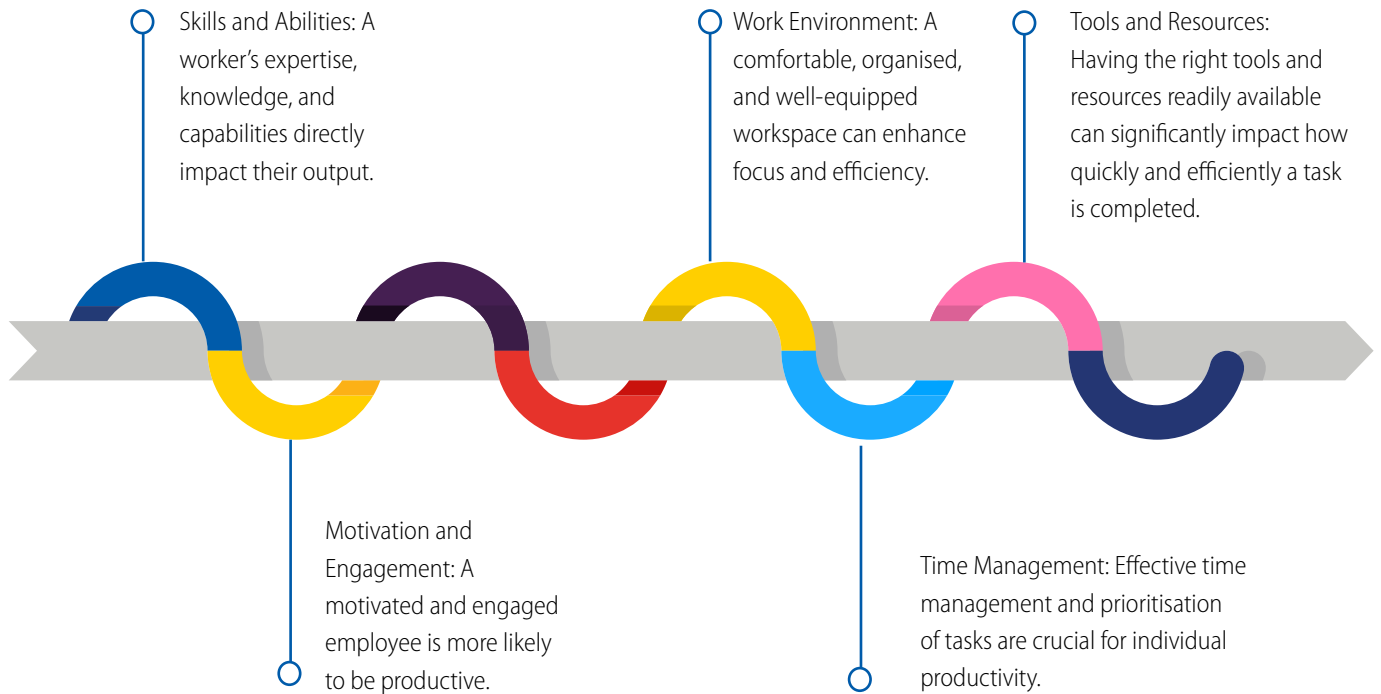 Skills and Abilities: A
worker’s expertise,
knowledge, and
capabilities directly
impact their output.
Motivation and
Engagement: A
motivated and engaged
employee is more likely
to be productive.
Work Environment: A
comfortable, organised,
and well-equipped
workspace can enhance
focus and efficiency.
Time Management: Effective time
management and prioritisation
of tasks are crucial for individual
productivity.
Tools and Resources:
Having the right tools and
resources readily available
can significantly impact how
quickly and efficiently a task
is completed.